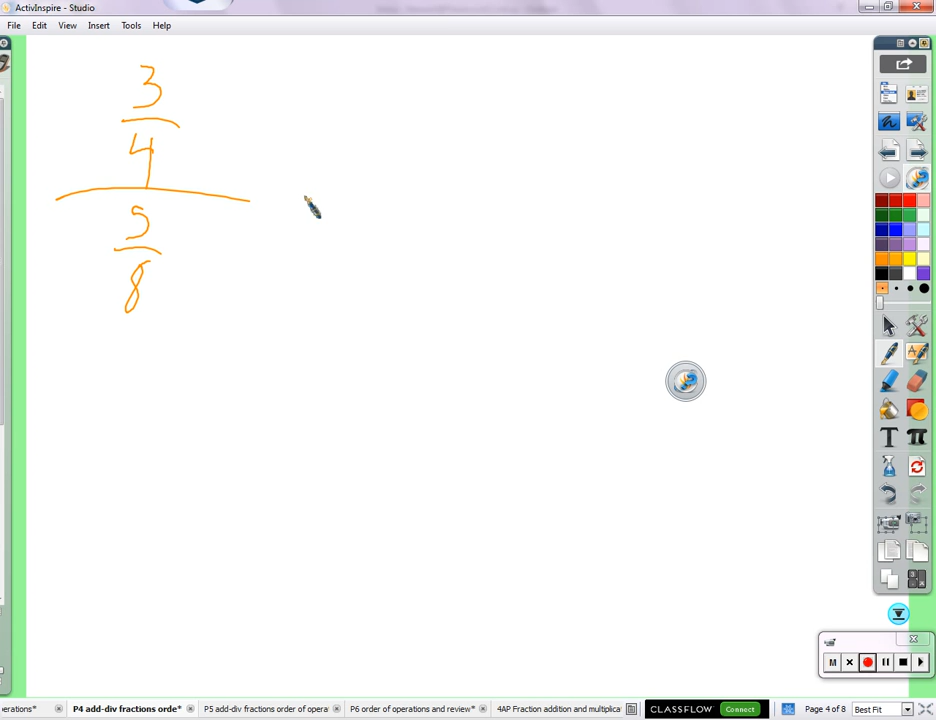 ActivInspire - Studio
File Edit View Insert Tools Help
3
4
5
8
M
erations*
P4 add-div fractions orde*
P5 add-div fractions order of opera
P6 order of operations and review*
4AP Fraction addition and multiplica
CLASSFLOW Connect
Page 4 of 8
Best Fit